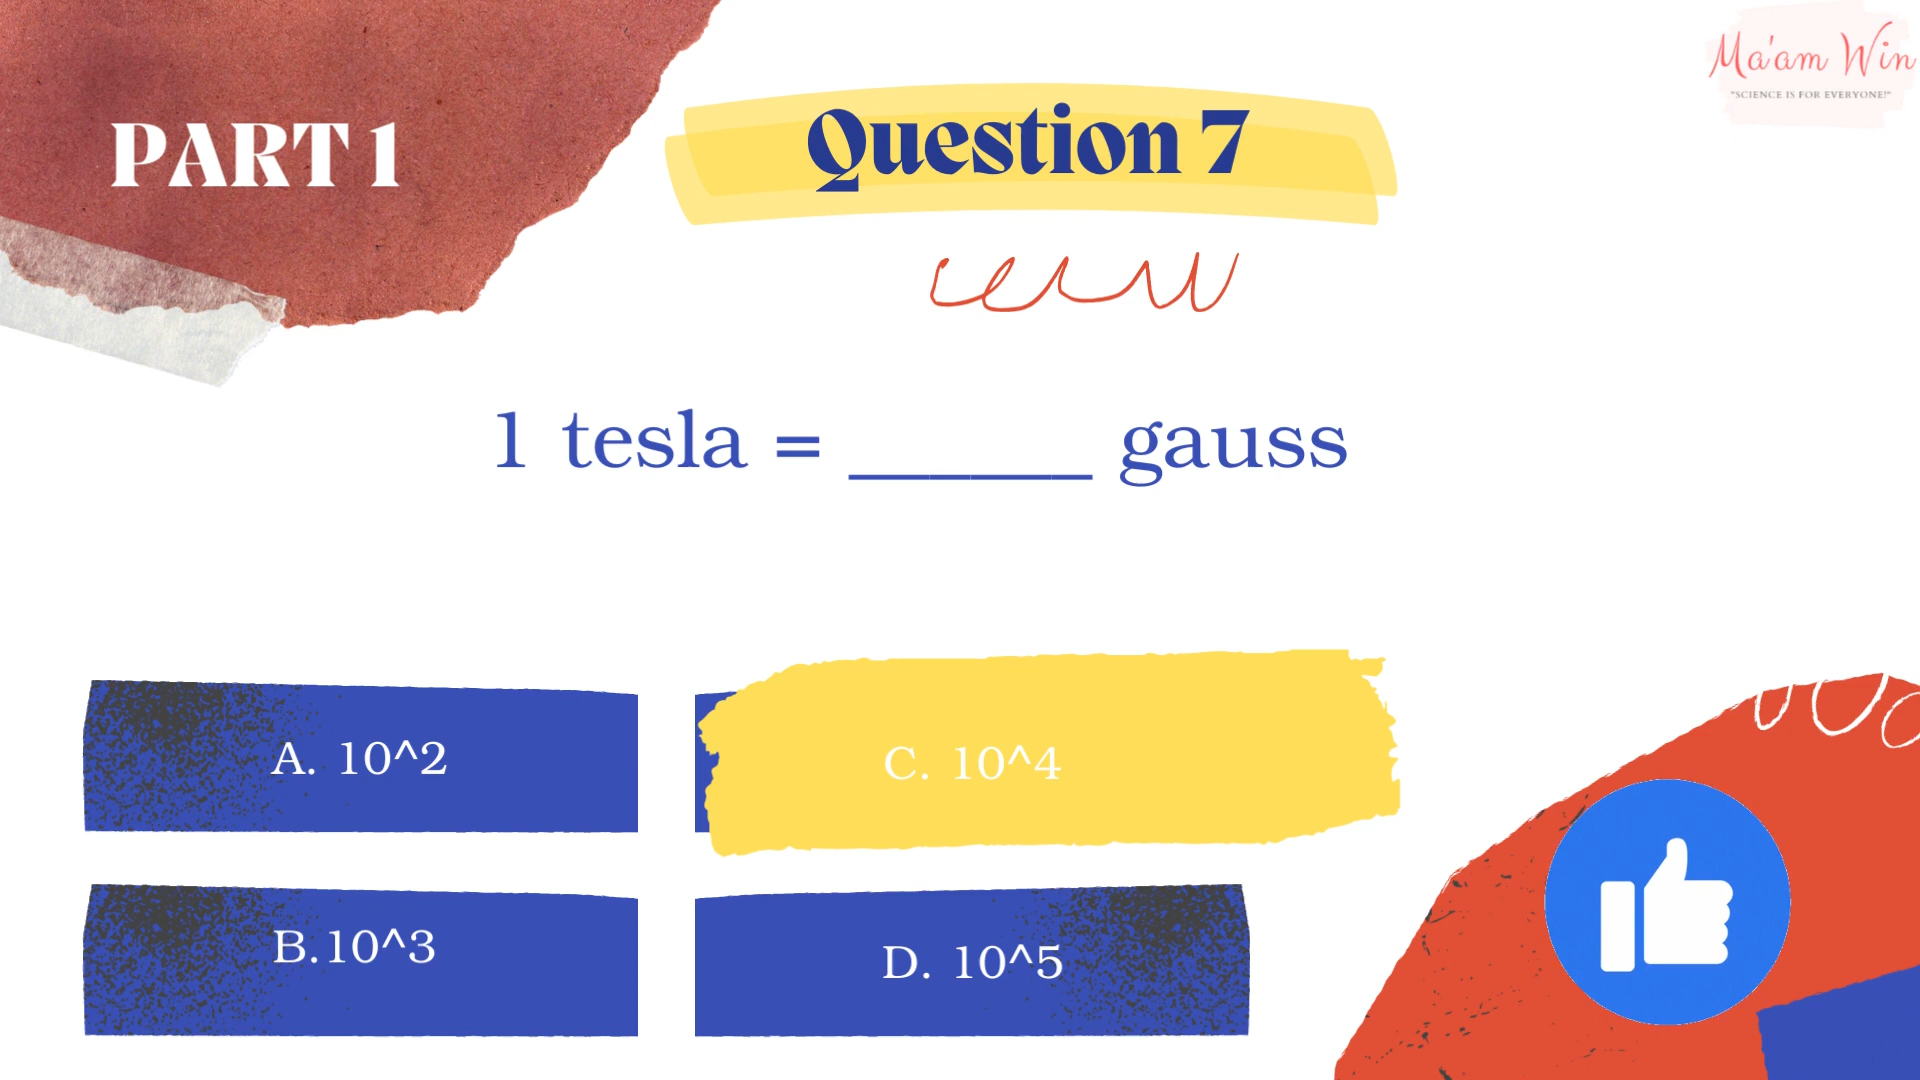 PART 1
Question 7
Ma'am Win
"SCIENCE IS FOR EVERYONE!"
1 tesla = ______ gauss
A. 10^2
C. 10^4
B.10^3
D. 10^5